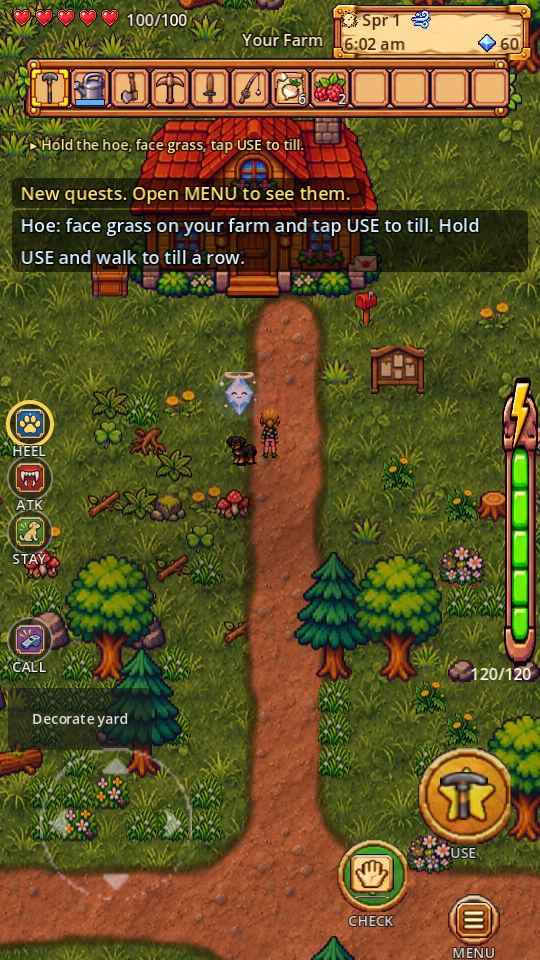 100/100
Spr 1
Your Farm
6:02 am
60
6
2
▸ Hold the hoe, face grass, tap USE to till.
New quests. Open MENU to see them.
Hoe: face grass on your farm and tap USE to till. Hold
USE and walk to till a row.
HEEL
ATK
STAY
CALL
120/120
Decorate yard
USE
CHECK
MENU